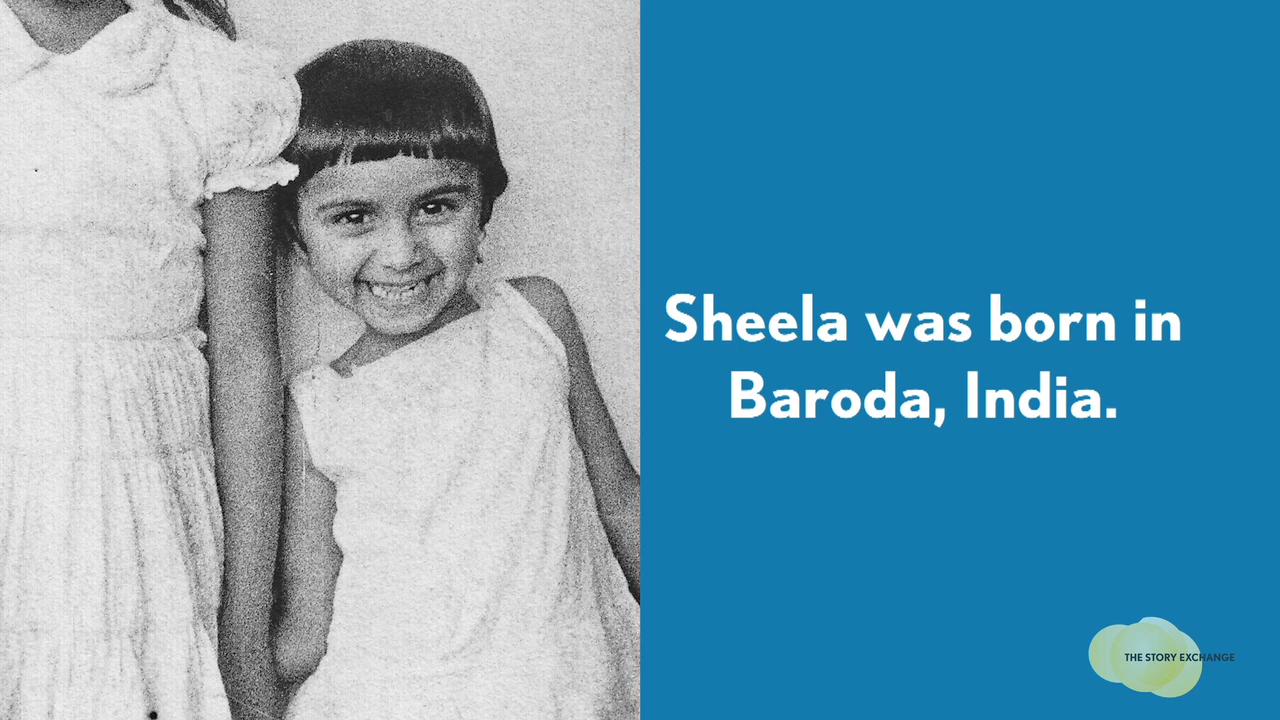 Sheela was born in
Baroda, India.
THE STORY EXCHANGE